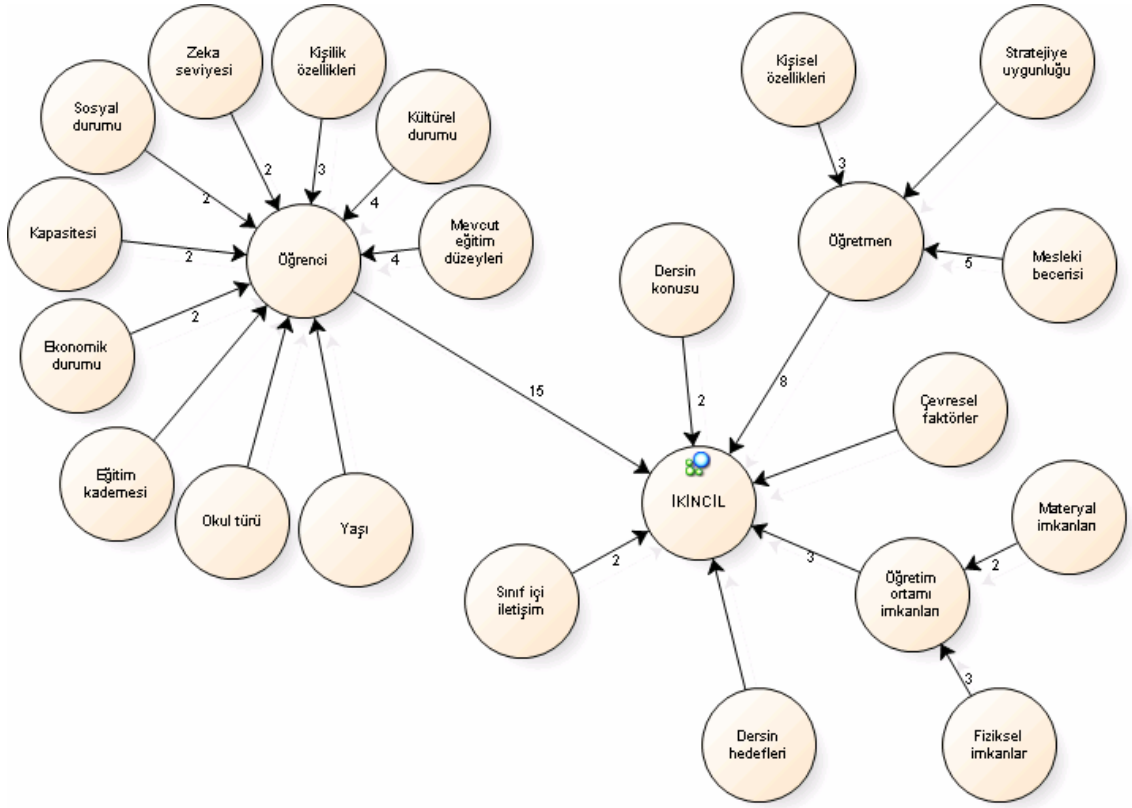 Zeka
seviyesi
Kişilik
özellikleri
Sosyal
durumu
Kültürel
durumu
Kapasitesi
Mevcut
eğitim
düzeyleri
Öğrenci
Ekonomik
durumu
Eğitim
kademesi
Okul türü
Yaşı
2
2
3
4
2
4
2
15
Kişisel
özellikleri
Stratejiye
uygunluğu
3
Öğretmen
5
Mesleki
becerisi
Dersin
konusu
2
8
Çevresel
faktörler
İKİNCİL
Materyal
imkanları
2
3
Öğretim
ortamı
imkanları
Sınıf içi
iletişim
2
3
Dersin
hedefleri
Fiziksel
imkanlar